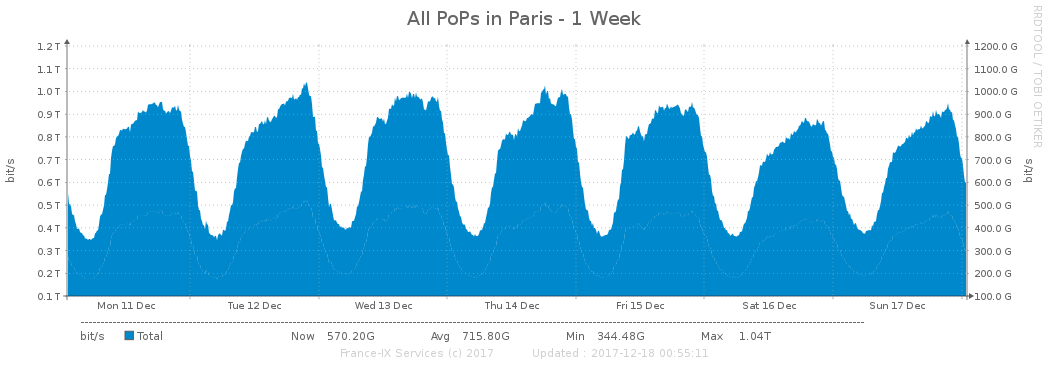 All PoPs in Paris - 1 Week
RRDTOOL / TOBI OETIKER
bit/s
1.2 T
1.1 T
1.0 T
0.9 T
0.8 T
0.7 T
0.6 T
0.5 T
0.4 T
0.3 T
0.2 T
0.1 T
1200.0 G
1100.0 G
1000.0 G
900.0 G
800.0 G
700.0 G
600.0 G
500.0 G
400.0 G
300.0 G
200.0 G
100.0 G
bit/s
Mon 11 Dec Tue 12 Dec Wed 13 Dec Thu 14 Dec Fri 15 Dec Sat 16 Dec Sun 17 Dec
bit/s Total Now 570.20G Avg 715.80G Min 344.48G Max 1.04T
France-IX Services (c) 2017 Updated : 2017-12-18 00:55:11